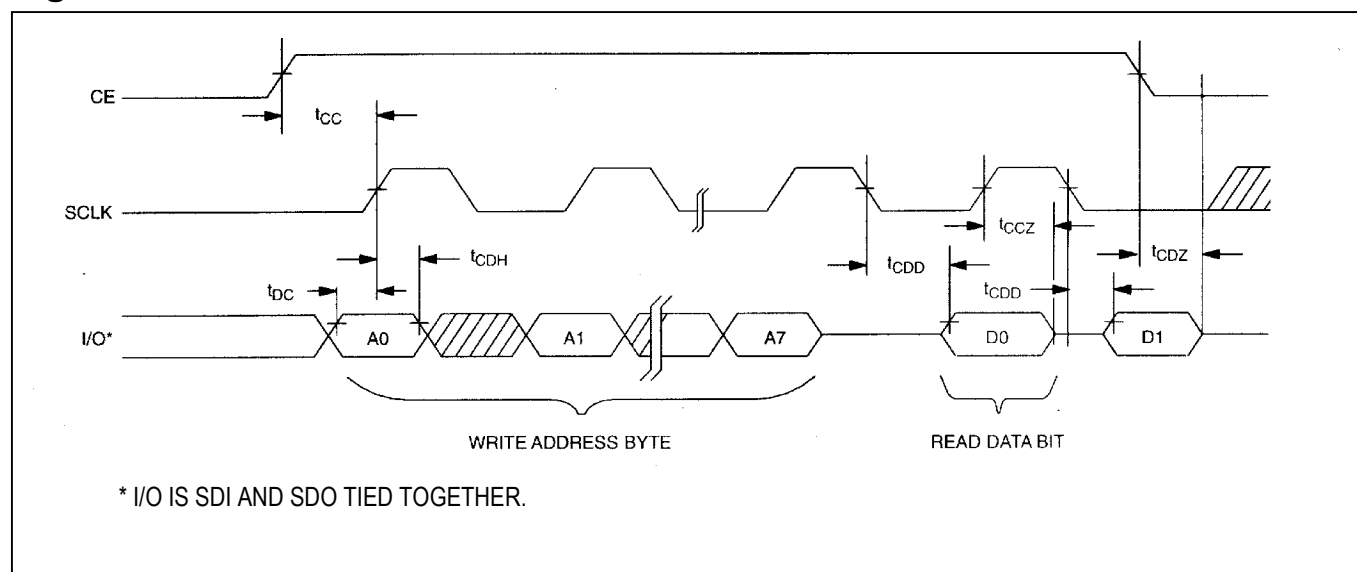 CE
tCC
SCLK
tCCZ
tCDH
tCDD
tCDZ
tDC
tCDD
I/O*
A0
A1
A7
D0
D1
WRITE ADDRESS BYTE
READ DATA BIT
* I/O IS SDI AND SDO TIED TOGETHER.